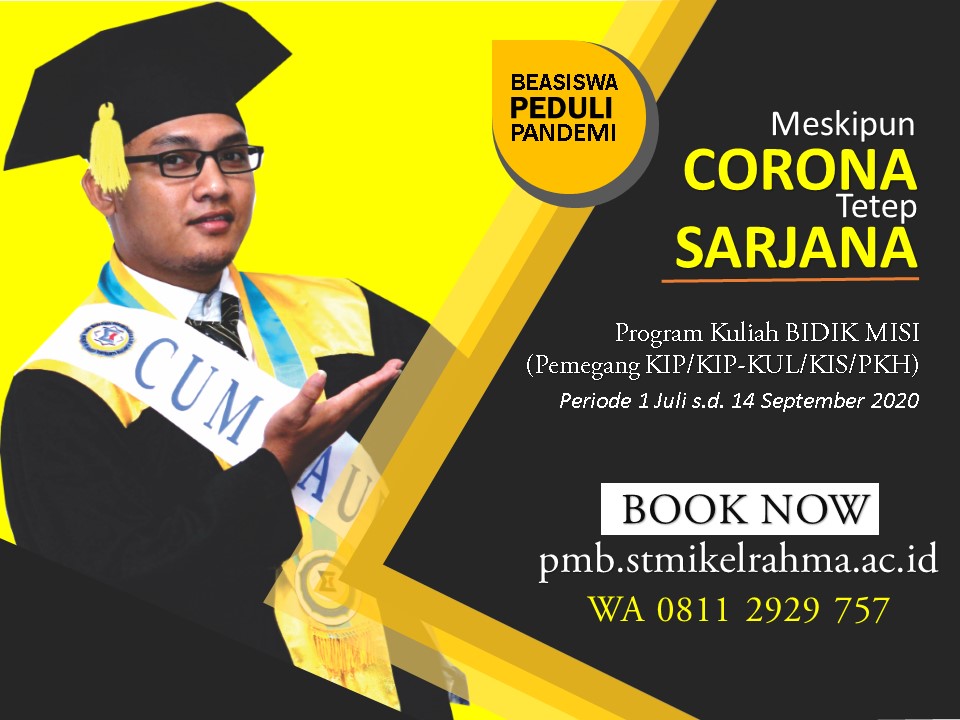 BEASISWA
PEDULI
PANDEMI
Meskipun
CORONA
Tetep
SARJANA
Program Kuliah BIDIK MISI
(Pemegang KIP/KIP-KUL/KIS/PKH)
Periode 1 Juli s.d. 14 September 2020
BOOK NOW
pmb.stmikelrahma.ac.id
WA 0811 2929 757
CUM
AU